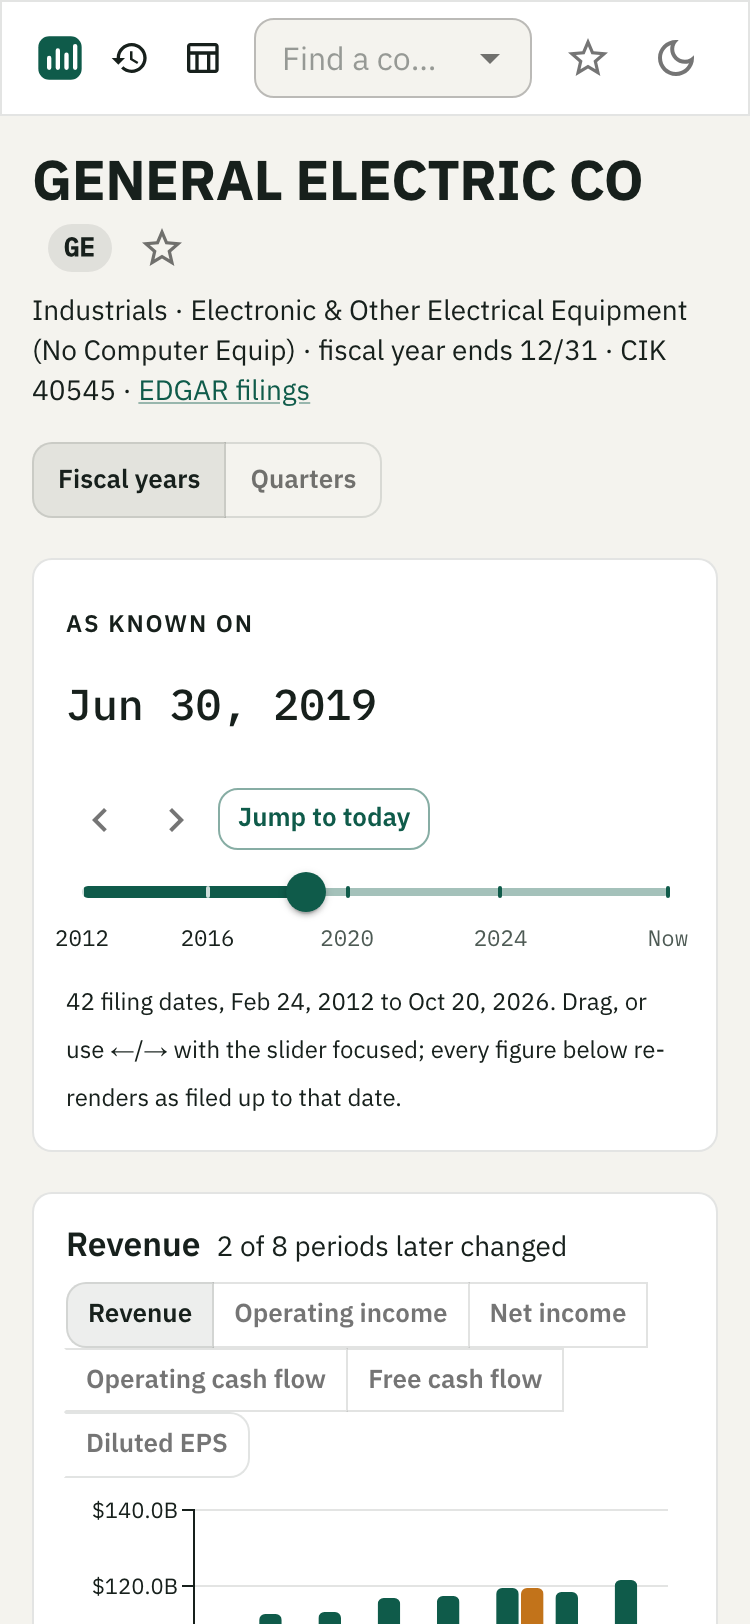 Find a co...
GENERAL ELECTRIC CO
GE
Industrials · Electronic & Other Electrical Equipment
(No Computer Equip) · fiscal year ends 12/31 · CIK
40545 · EDGAR filings
Fiscal years Quarters
AS KNOWN ON
Jun 30, 2019
Jump to today
2012 2016 2020 2024 Now
42 filing dates, Feb 24, 2012 to Oct 20, 2026. Drag, or
use ←/→ with the slider focused; every figure below re-
renders as filed up to that date.
Revenue 2 of 8 periods later changed
Revenue Operating income Net income
Operating cash flow Free cash flow
Diluted EPS
$140.0B
$120.0B